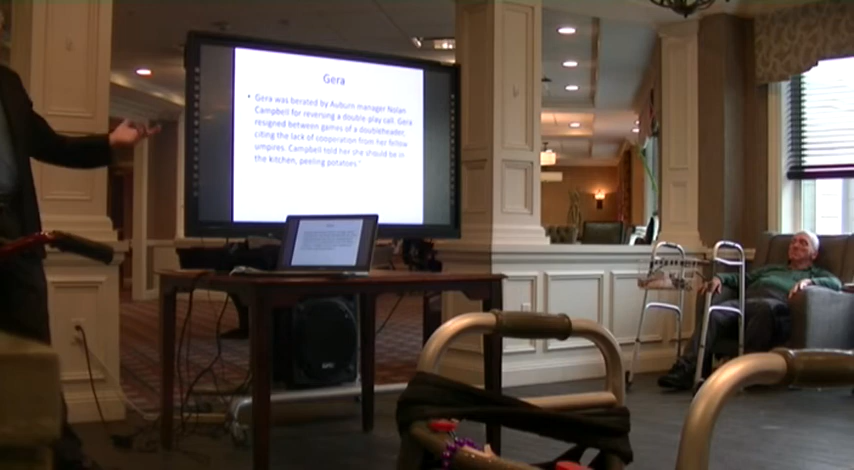 Gera
• Gera was berated by Auburn manager Nolan
Campbell for reversing a double play call. Gera
resigned between games of a doubleheader,
citing the lack of cooperation from her fellow
umpires. Campbell told her she should be in
the kitchen, peeling potatoes."